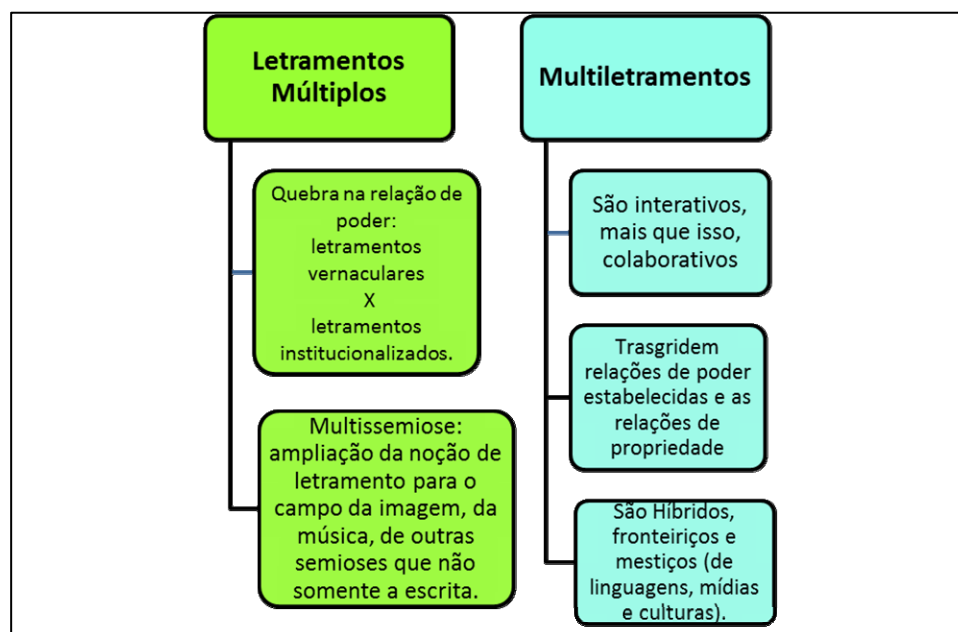 Letramentos
Múltiplos
Quebra na relação de
poder:
letramentos
vernaculares
X
letramentos
institucionalizados.
Multissemiose:
ampliação da noção de
letramento para o
campo da imagem, da
música, de outras
semioses que não
somente a escrita.
Multiletramentos
São interativos,
mais que isso,
colaborativos
Trasgridem
relações de poder
estabelecidas e as
relações de
propriedade
São Híbridos,
fronteiriços e
mestiços (de
linguagens, mídias
e culturas).